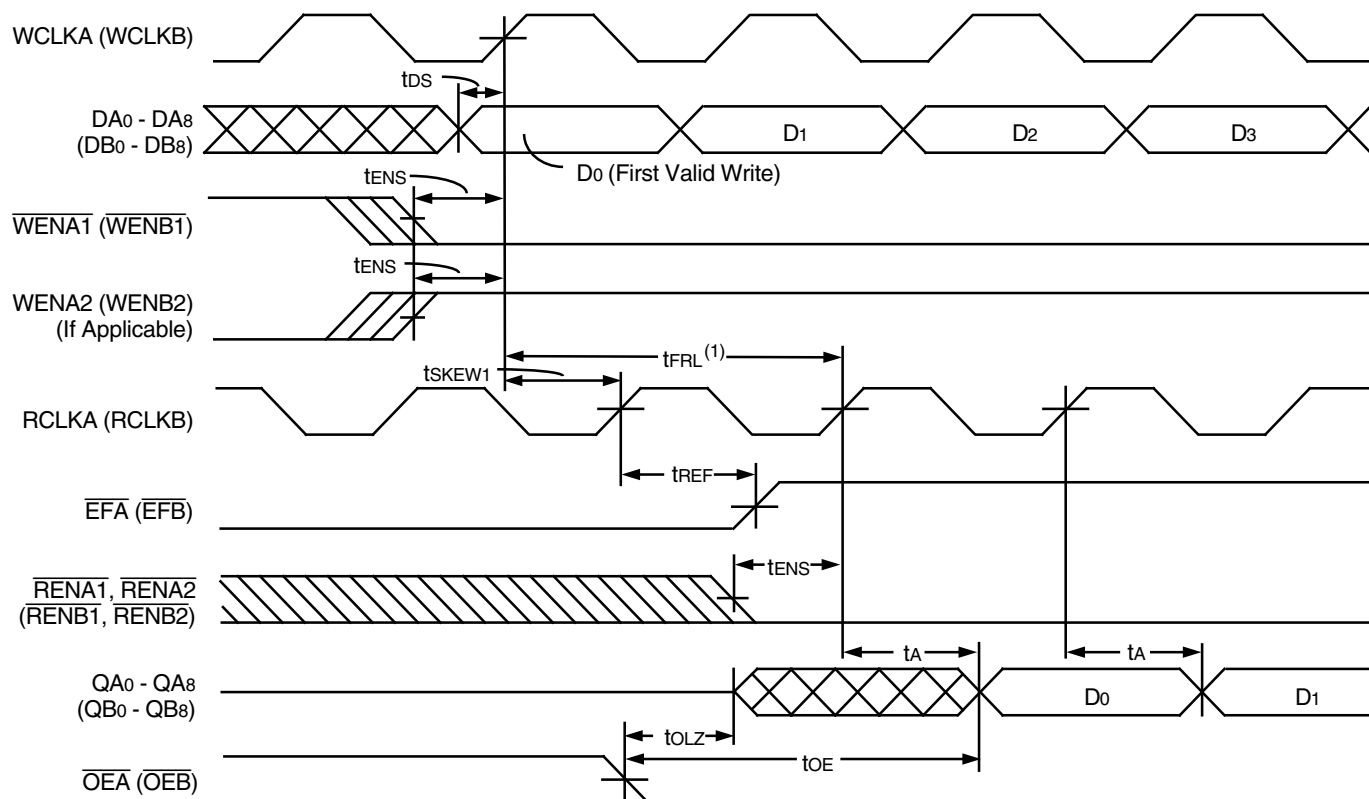 WCLKA (WCLKB)
tDS
DA0 - DA8
(DB0 - DB8)
D1
D2
D3
D0 (First Valid Write)
tENS
WENA1 (WENB1)
tENS
WENA2 (WENB2)
(If Applicable)
tFRL(1)
tSKEW1
RCLKA (RCLKB)
tREF
EFA (EFB)
tENS
RENA1, RENA2
(RENB1, RENB2)
tA
tA
QA0 - QA8
(QB0 - QB8)
D0
D1
tOLZ
tOE
OEA (OEB)